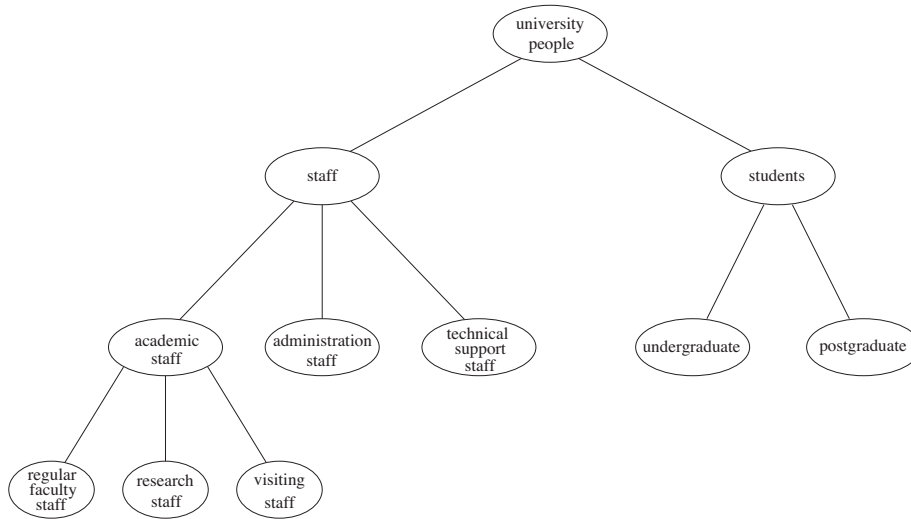 university
people
staff
students
academic
staff
administration
staff
technical
support
staff
undergraduate
postgraduate
regular
faculty
staff
research
staff
visiting
staff